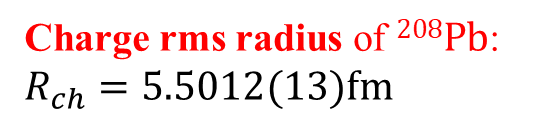 Charge rms radius of ²⁰⁸Pb:
R_ch = 5.5012(13)fm